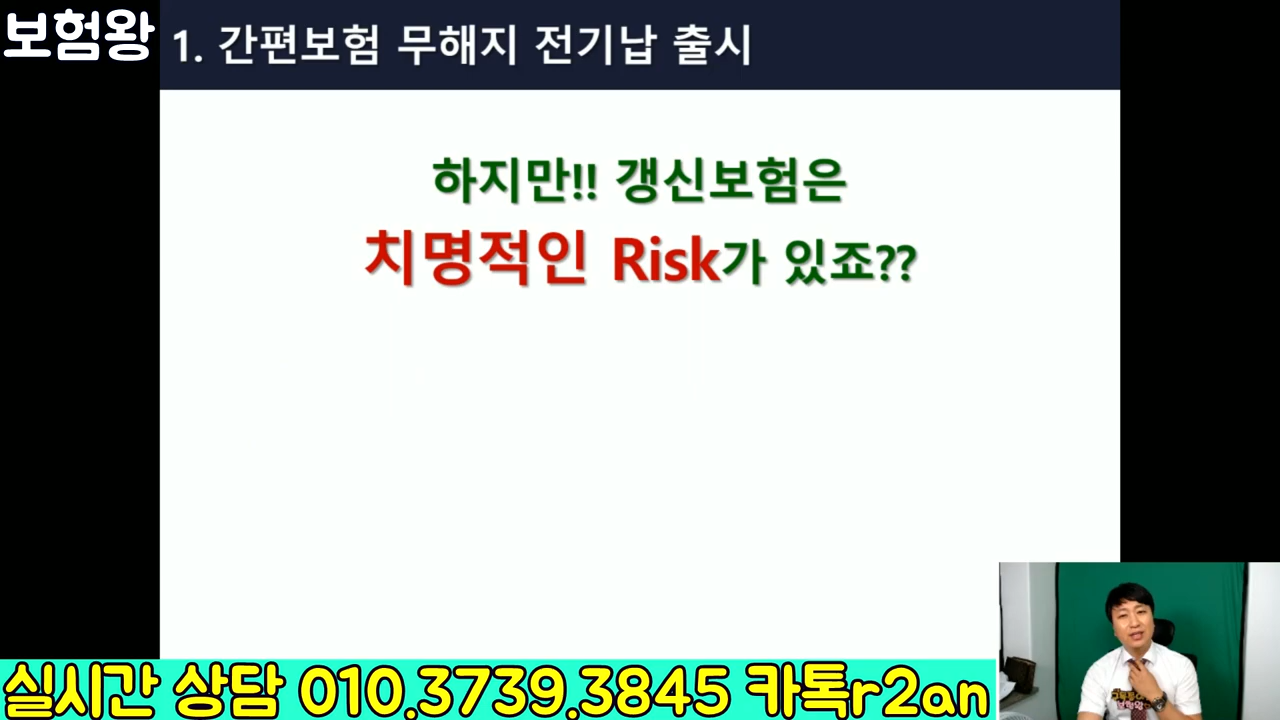 보험왕
1. 간편보험 무해지 전기납 출시
하지만!! 갱신보험은
치명적인 Risk가 있죠??
실시간 상담 010.3739.3845 카톡r2an